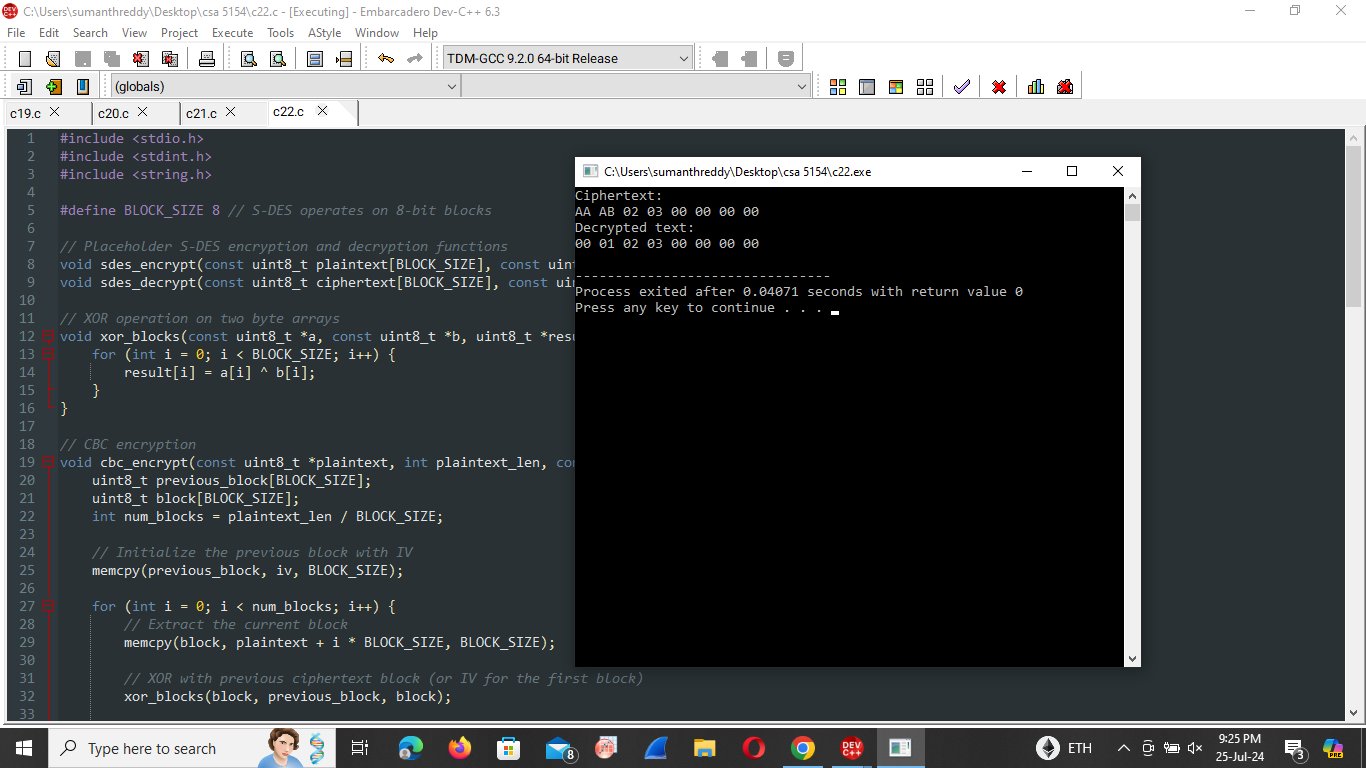 C:\Users\sumanthreddy\Desktop\csa 5154\c22.c - [Executing] - Embarcadero Dev-C++ 6.3
File Edit Search View Project Execute Tools AStyle Window Help
TDM-GCC 9.2.0 64-bit Release
(globals)
c19.c c20.c c21.c c22.c
1 #include <stdio.h>
2 #include <stdint.h>
3 #include <string.h>
4
5 #define BLOCK_SIZE 8 // S-DES operates on 8-bit blocks
6
7 // Placeholder S-DES encryption and decryption functions
8 void sdes_encrypt(const uint8_t plaintext[BLOCK_SIZE], const uint
9 void sdes_decrypt(const uint8_t ciphertext[BLOCK_SIZE], const ui
10
11 // XOR operation on two byte arrays
12 void xor_blocks(const uint8_t *a, const uint8_t *b, uint8_t *resu
13 for (int i = 0; i < BLOCK_SIZE; i++) {
14 result[i] = a[i] ^ b[i];
15 }
16 }
17
18 // CBC encryption
19 void cbc_encrypt(const uint8_t *plaintext, int plaintext_len, con
20 uint8_t previous_block[BLOCK_SIZE];
21 uint8_t block[BLOCK_SIZE];
22 int num_blocks = plaintext_len / BLOCK_SIZE;
23
24 // Initialize the previous block with IV
25 memcpy(previous_block, iv, BLOCK_SIZE);
26
27 for (int i = 0; i < num_blocks; i++) {
28 // Extract the current block
29 memcpy(block, plaintext + i * BLOCK_SIZE, BLOCK_SIZE);
30
31 // XOR with previous ciphertext block (or IV for the first block)
32 xor_blocks(block, previous_block, block);
33
C:\Users\sumanthreddy\Desktop\csa 5154\c22.exe
Ciphertext:
AA AB 02 03 00 00 00 00
Decrypted text:
00 01 02 03 00 00 00 00
--------------------------------
Process exited after 0.04071 seconds with return value 0
Press any key to continue . . .
Type here to search
8
DEV C++
ETH
9:25 PM
25-Jul-24
3
PRE